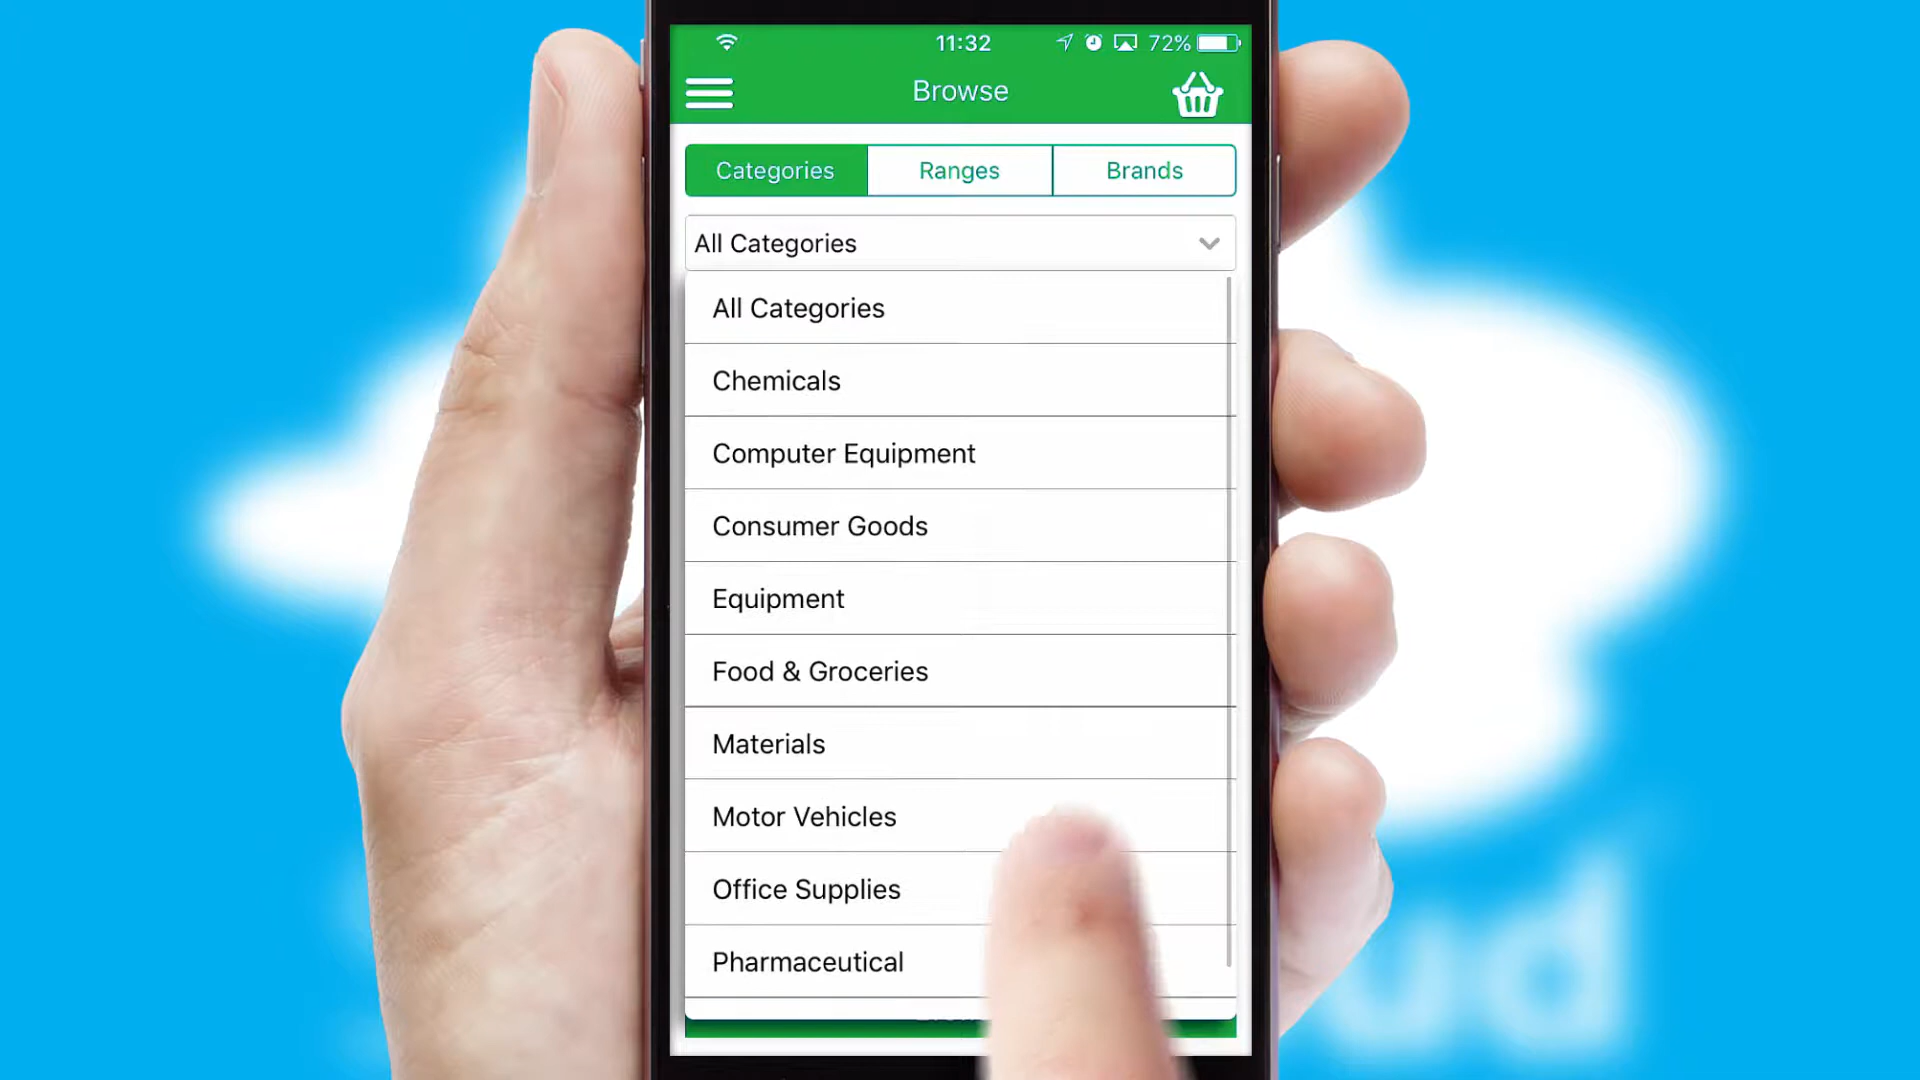 11:32
72%
Browse
Categories
Ranges
Brands
All Categories
All Categories
Chemicals
Computer Equipment
Consumer Goods
Equipment
Food & Groceries
Materials
Motor Vehicles
Office Supplies
Pharmaceutical
ud